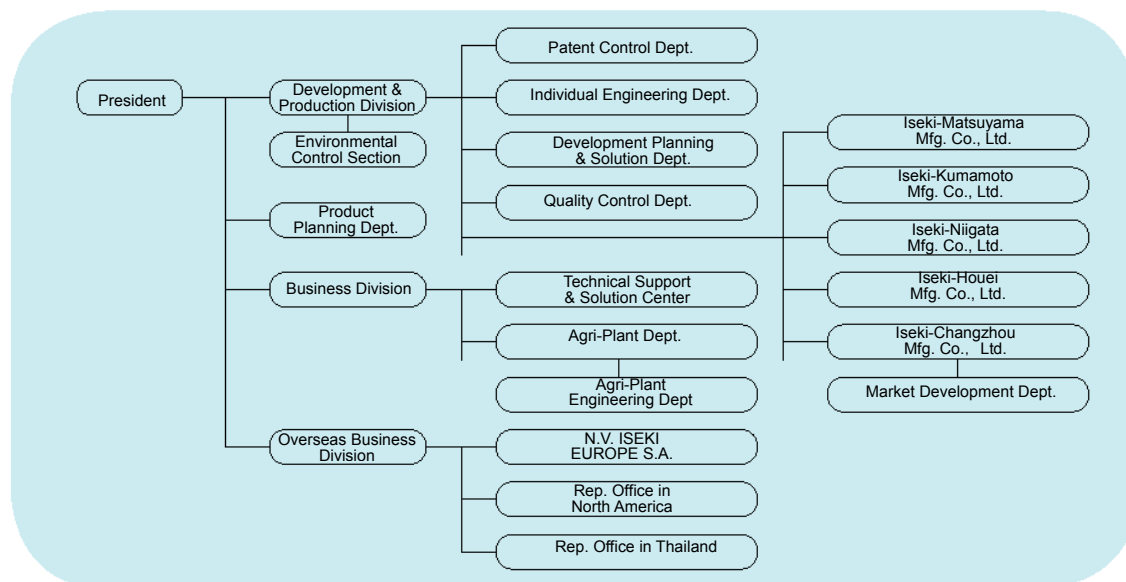 President
Development &
Production Division
Environmental
Control Section
Product
Planning Dept.
Business Division
Overseas Business
Division
Patent Control Dept.
Individual Engineering Dept.
Development Planning
& Solution Dept.
Quality Control Dept.
Technical Support
& Solution Center
Agri-Plant Dept.
Agri-Plant
Engineering Dept
N.V. ISEKI
EUROPE S.A.
Rep. Office in
North America
Rep. Office in Thailand
Iseki-Matsuyama
Mfg. Co., Ltd.
Iseki-Kumamoto
Mfg. Co., Ltd.
Iseki-Niigata
Mfg. Co., Ltd.
Iseki-Houei
Mfg. Co., Ltd.
Iseki-Changzhou
Mfg. Co., Ltd.
Market Development Dept.